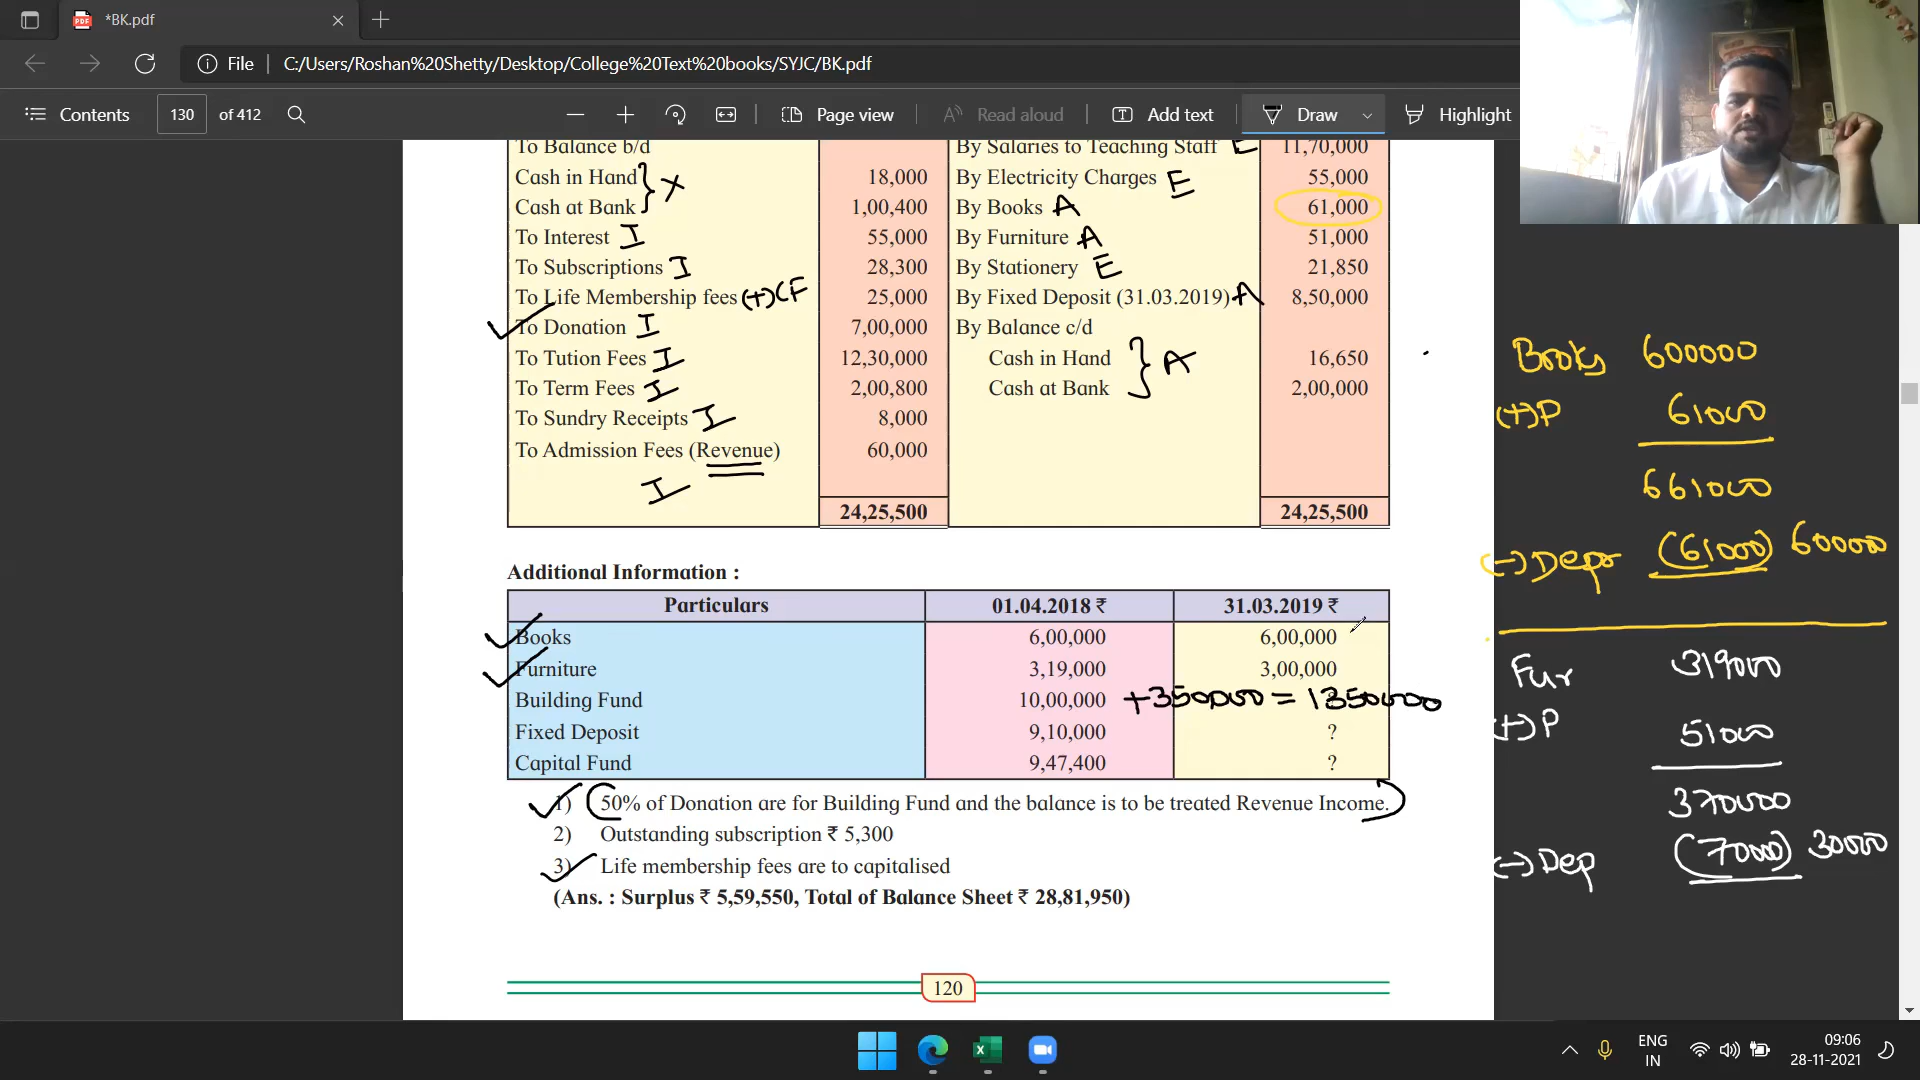 *BK.pdf
File C:/Users/Roshan%20Shetty/Desktop/College%20Text%20books/SYJC/BK.pdf
Contents 130 of 412 Page view Read aloud Add text Draw Highlight
To Balance b/d By Salaries to Teaching Staff E 11,70,000
Cash in Hand 18,000 By Electricity Charges E 55,000
Cash at Bank } X 1,00,400 By Books A 61,000
To Interest I 55,000 By Furniture A 51,000
To Subscriptions I 28,300 By Stationery E 21,850
To Life Membership fees (+) CF 25,000 By Fixed Deposit (31.03.2019) A 8,50,000
To Donation I 7,00,000 By Balance c/d
To Tution Fees I 12,30,000 Cash in Hand 16,650
To Term Fees I 2,00,800 Cash at Bank } A 2,00,000
To Sundry Receipts I 8,000
To Admission Fees (Revenue) 60,000
I
24,25,500 24,25,500
Additional Information :
Particulars 01.04.2018 ₹ 31.03.2019 ₹
Books 6,00,000 6,00,000
Furniture 3,19,000 3,00,000
Building Fund 10,00,000 +350000 = 1350000
Fixed Deposit 9,10,000 ?
Capital Fund 9,47,400 ?
1) 50% of Donation are for Building Fund and the balance is to be treated Revenue Income.
2) Outstanding subscription ₹ 5,300
3) Life membership fees are to capitalised
(Ans. : Surplus ₹ 5,59,550, Total of Balance Sheet ₹ 28,81,950)
120
Books 600000
(+)P 61000
661000
(-)Depr (61000) 600000
Fur 319000
(+)P 51000
370000
(-)Dep (70000) 30000
ENG
IN
09:06
28-11-2021